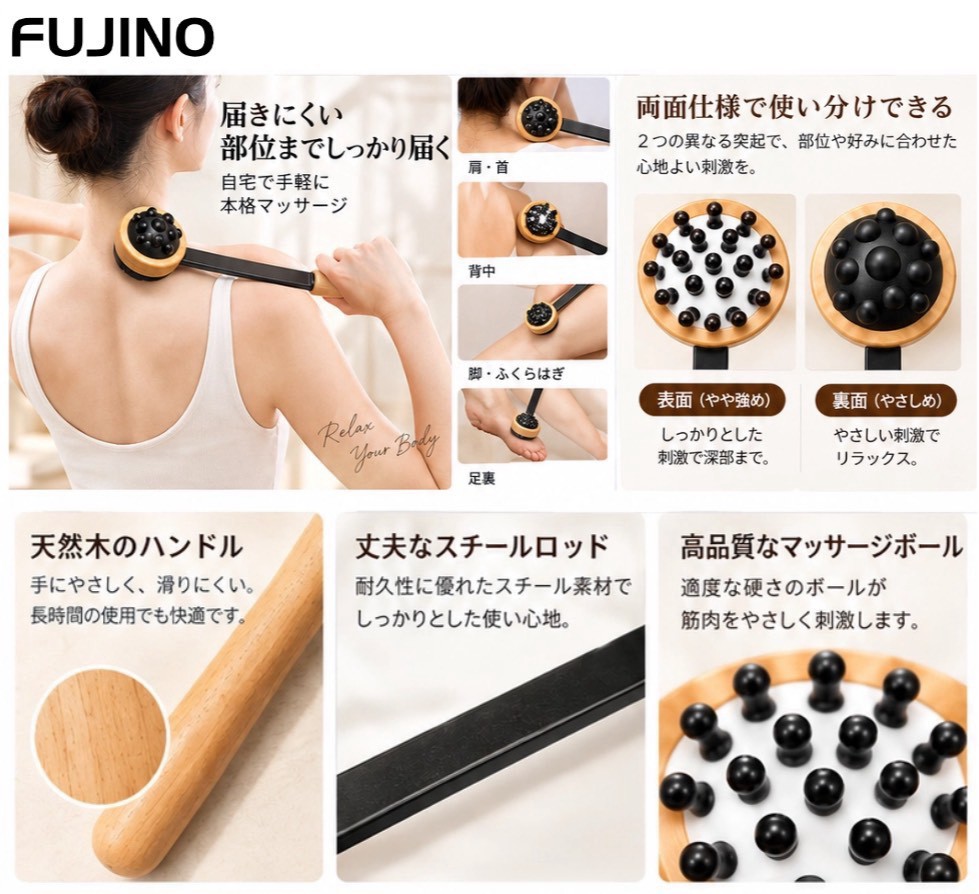 FUJINO
届きにくい
部位までしっかり届く
自宅で手軽に
本格マッサージ
Relax
Your Body
肩・首
背中
脚・ふくらはぎ
足裏
両面仕様で使い分けできる
2つの異なる突起で、部位や好みに合わせた
心地よい刺激を。
表面（やや強め）
しっかりとした
刺激で深部まで。
裏面（やさしめ）
やさしい刺激で
リラックス。
天然木のハンドル
手にやさしく、滑りにくい。
長時間の使用でも快適です。
丈夫なスチールロッド
耐久性に優れたスチール素材で
しっかりとした使い心地。
高品質なマッサージボール
適度な硬さのボールが
筋肉をやさしく刺激します。